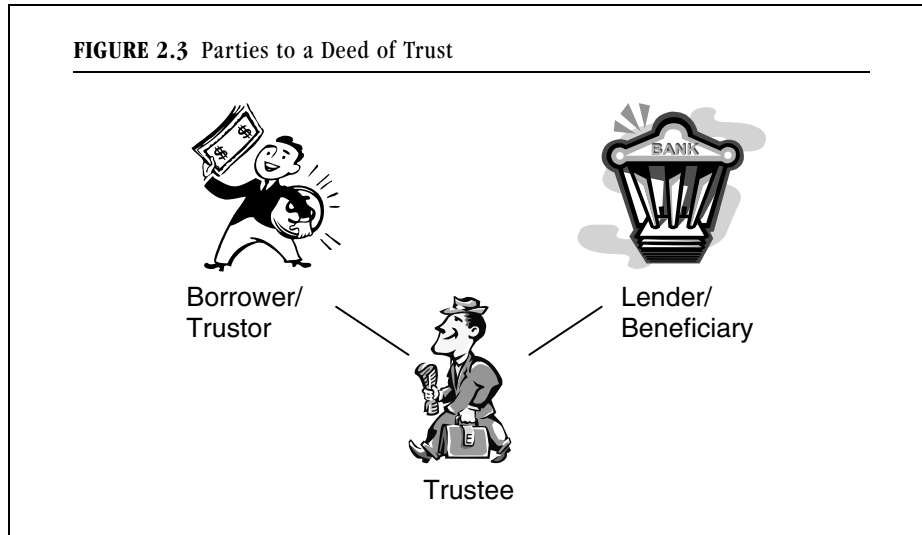 FIGURE 2.3 Parties to a Deed of Trust
$
$
BANK
$
Borrower/
Trustor
Lender/
Beneficiary
E
Trustee